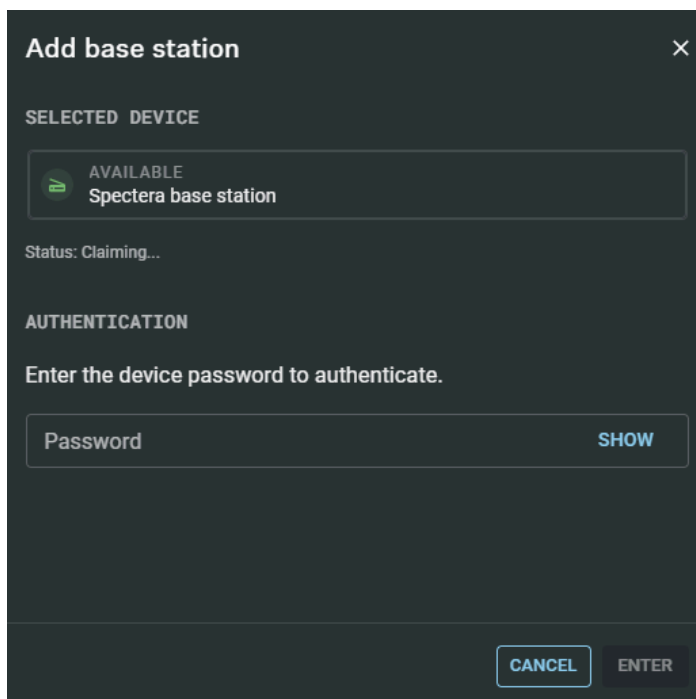 Add base station
SELECTED DEVICE
AVAILABLE
Spectera base station
Status: Claiming...
AUTHENTICATION
Enter the device password to authenticate.
Password SHOW
CANCEL ENTER